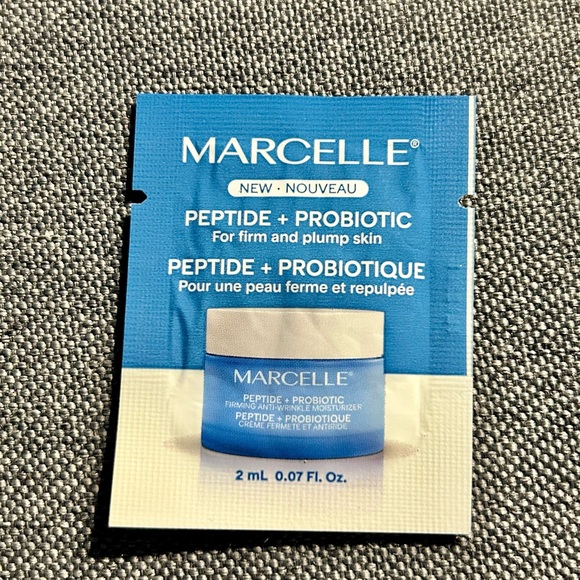 MARCELLE®
NEW · NOUVEAU
PEPTIDE + PROBIOTIC
For firm and plump skin
PEPTIDE + PROBIOTIQUE
Pour une peau ferme et repulpée
MARCELLE®
PEPTIDE + PROBIOTIC
FIRMING ANTI-WRINKLE MOISTURIZER
PEPTIDE + PROBIOTIQUE
CRÈME FERMETÉ ET ANTIRIDE
2 mL 0.07 Fl. Oz.